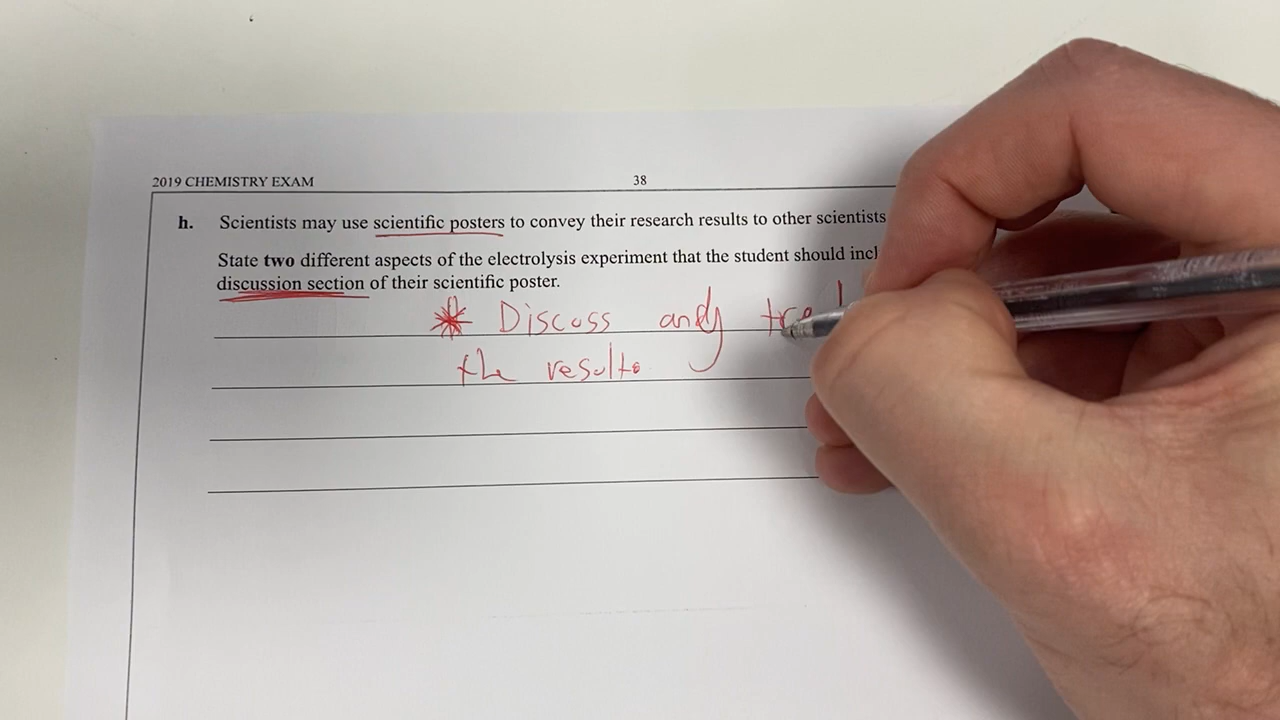 2019 CHEMISTRY EXAM 38
h. Scientists may use scientific posters to convey their research results to other scientists
State two different aspects of the electrolysis experiment that the student should incl
discussion section of their scientific poster.
* Discuss andy
the results